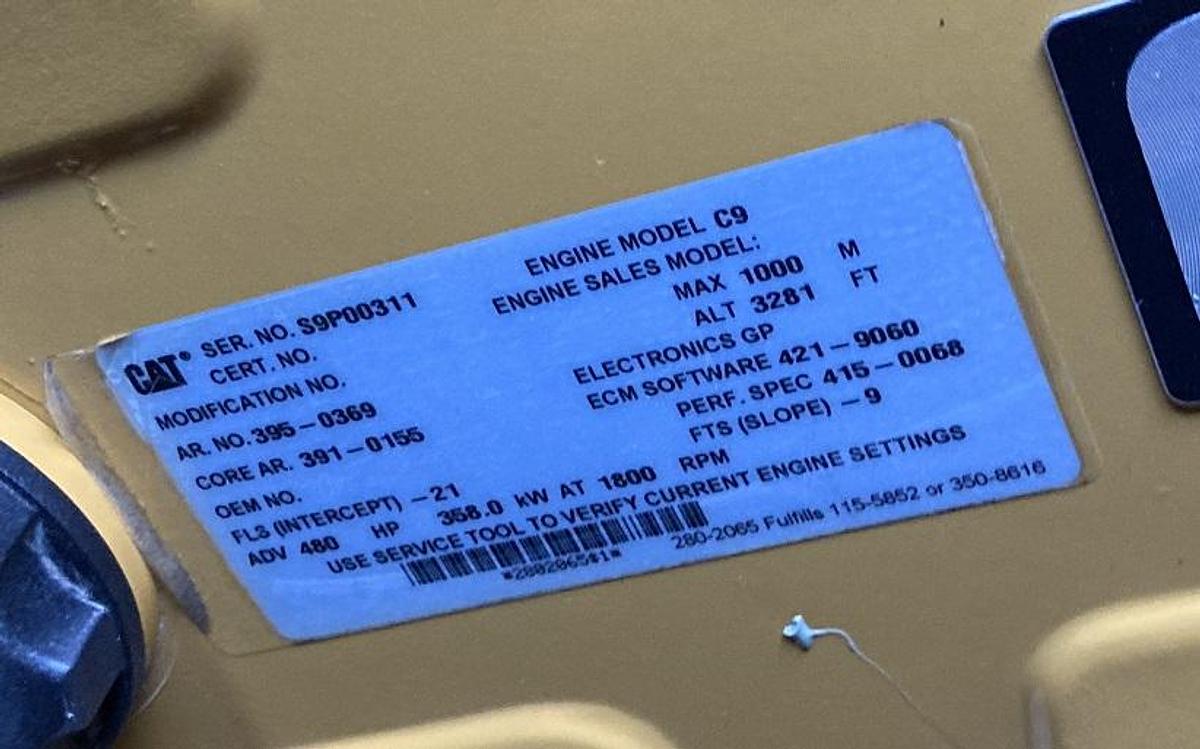 ENGINE MODEL C9
ENGINE SALES MODEL:
CAT® SER. NO. S9P00311 MAX 1000 M
CERT. NO. ALT 3281 FT
MODIFICATION NO. ELECTRONICS GP
AR. NO. 395-0369 ECM SOFTWARE 421-9060
CORE AR. 391-0155 PERF. SPEC 415-0068
OEM NO. FTS (SLOPE) -9
FLS (INTERCEPT) -21
ADV 480 HP 358.0 kW AT 1800 RPM
USE SERVICE TOOL TO VERIFY CURRENT ENGINE SETTINGS
*2802065$1* 280-2065 Fulfills 115-5852 or 350-8616